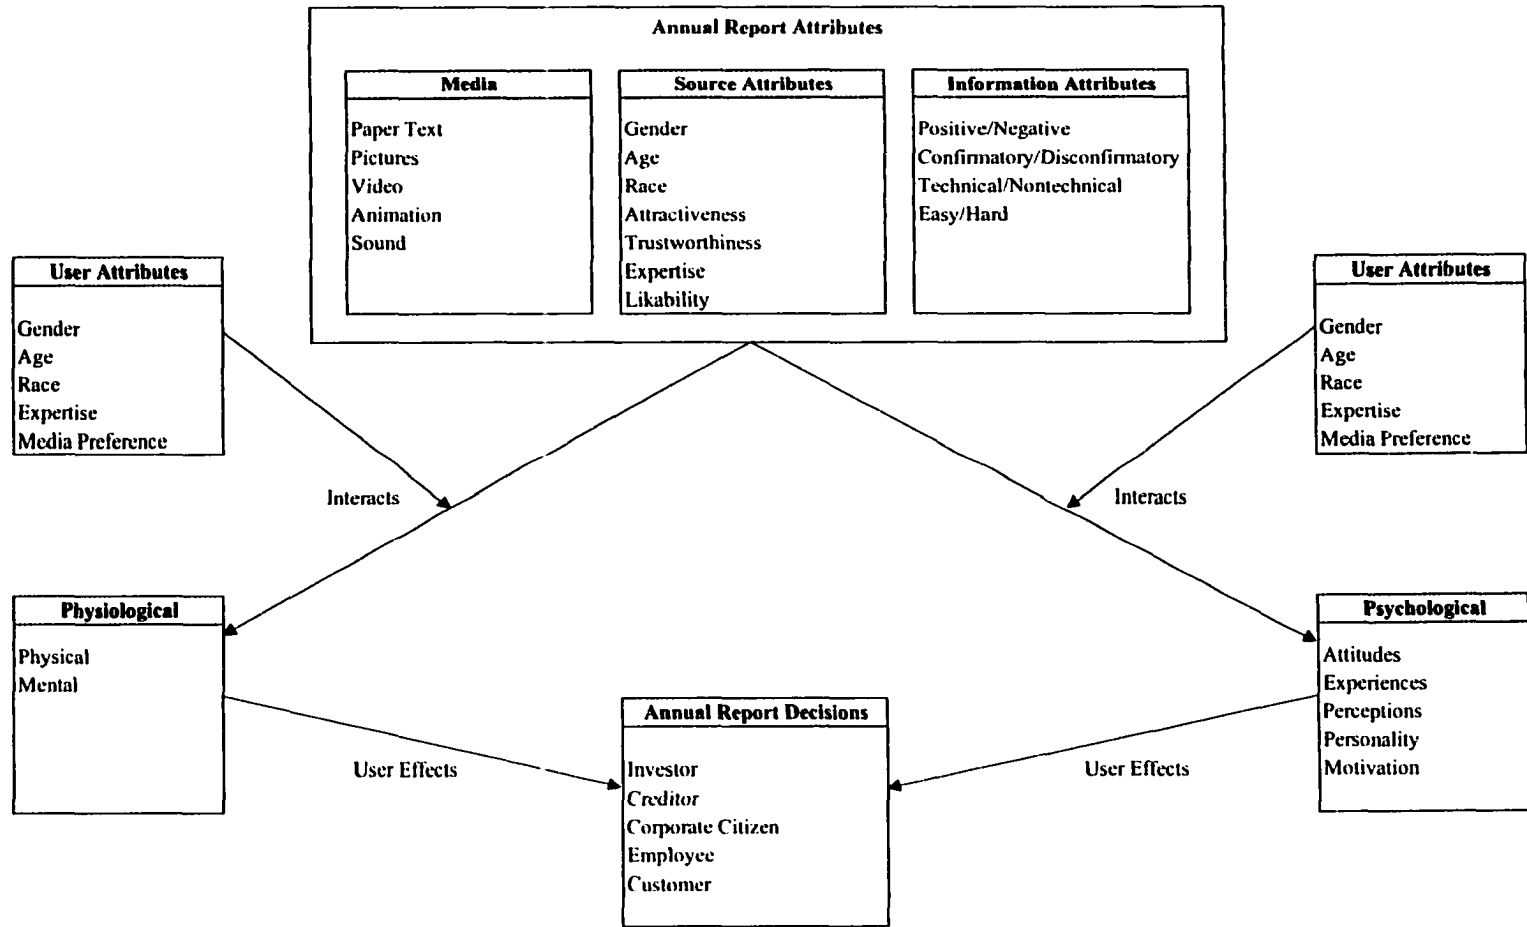 Annual Report Attributes
Media
Paper Text
Pictures
Video
Animation
Sound
Source Attributes
Gender
Age
Race
Attractiveness
Trustworthiness
Expertise
Likability
Information Attributes
Positive/Negative
Confirmatory/Disconfirmatory
Technical/Nontechnical
Easy/Hard
User Attributes
Gender
Age
Race
Expertise
Media Preference
User Attributes
Gender
Age
Race
Expertise
Media Preference
Interacts
Interacts
Physiological
Physical
Mental
Psychological
Attitudes
Experiences
Perceptions
Personality
Motivation
User Effects
User Effects
Annual Report Decisions
Investor
Creditor
Corporate Citizen
Employee
Customer